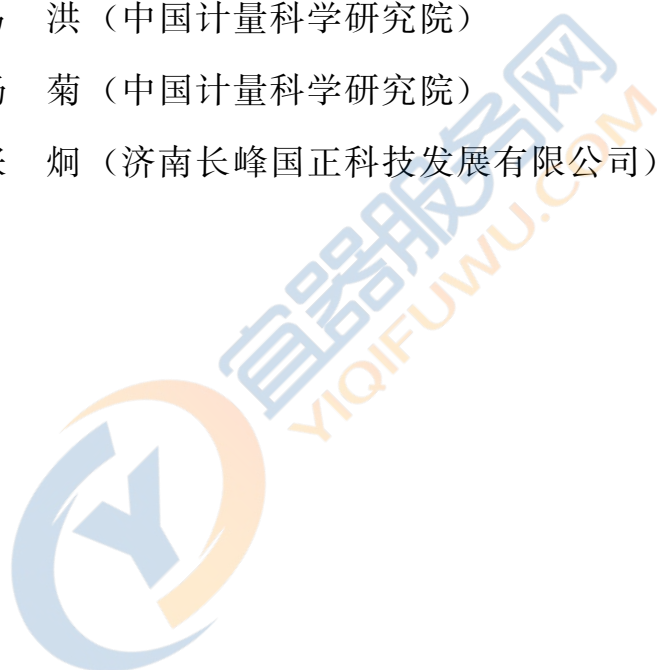 洪（中国计量科学研究院）
菊（中国计量科学研究院）
炯（济南长峰国正科技发展有限公司）
宜器服务网
YIQIFUWU.COM